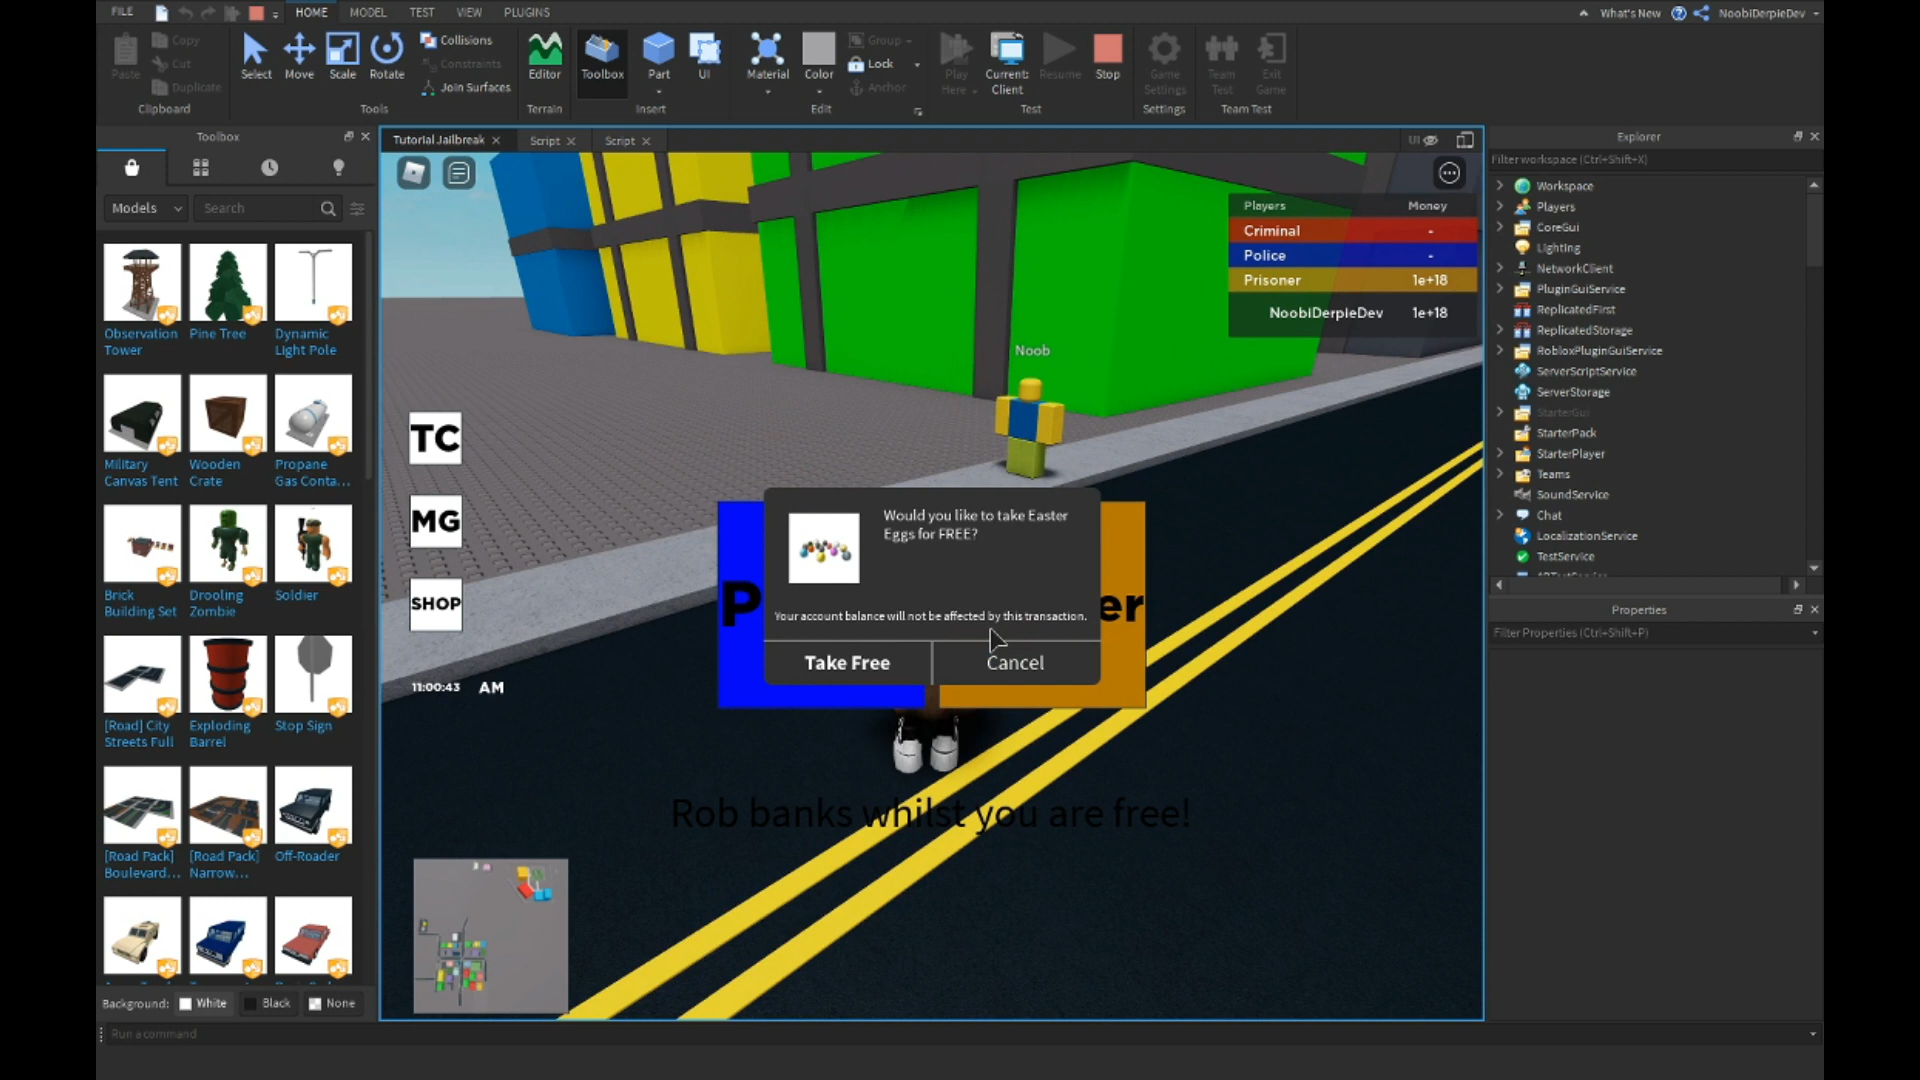 FILE HOME MODEL TEST VIEW PLUGINS What's New NoobiDerpieDev
Paste Copy Cut Duplicate
Clipboard
Select Move Scale Rotate
Collisions
Constraints
Join Surfaces
Tools
Editor
Terrain
Toolbox Part UI
Insert
Material Color
Group
Lock
Anchor
Edit
Play Here
Current: Client
Resume
Stop
Test
Game Settings
Settings
Team Test
Exit Game
Team Test
Toolbox
Models
Search
Observation Tower
Pine Tree
Dynamic Light Pole
Military Canvas Tent
Wooden Crate
Propane Gas Conta...
Brick Building Set
Drooling Zombie
Soldier
[Road] City Streets Full
Exploding Barrel
Stop Sign
[Road Pack] Boulevard...
[Road Pack] Narrow...
Off-Roader
Background: White Black None
Run a command
Tutorial Jailbreak
Script
Script
UI
Players Money
Criminal -
Police -
Prisoner 1e+18
NoobiDerpieDev 1e+18
Noob
TC
MG
SHOP
11:00:43 AM
Would you like to take Easter
Eggs for FREE?
Your account balance will not be affected by this transaction.
Take Free Cancel
P
er
Rob banks whilst you are free!
Explorer
Filter workspace (Ctrl+Shift+X)
Workspace
Players
CoreGui
Lighting
NetworkClient
PluginGuiService
ReplicatedFirst
ReplicatedStorage
RobloxPluginGuiService
ServerScriptService
ServerStorage
StarterGui
StarterPack
StarterPlayer
Teams
SoundService
Chat
LocalizationService
TestService
Properties
Filter Properties (Ctrl+Shift+P)